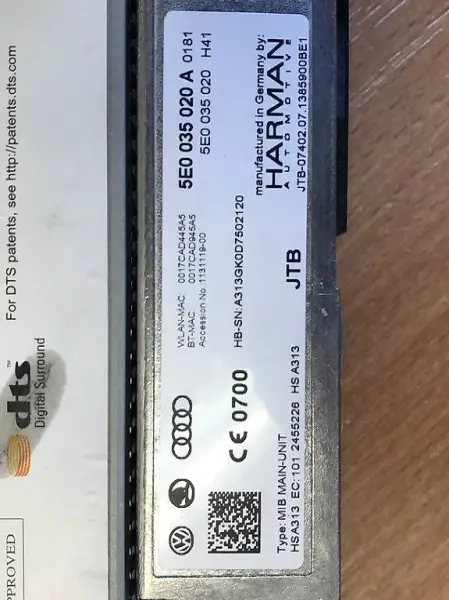 For DTS patents, see http://patents.dts.com
dts™
Digital Surround
PPROVED
5E0 035 020 A 0181
5E0 035 020 H41
WLAN-MAC: 0017CAD445A5
BT-MAC: 0017CAD945A5
Accession No. 1131119-00
HB-SN:A313GK0D7502120
manufactured in Germany by:
HARMAN
AUTOMOTIVE
JTB-07402.07.1385900BE1
JTB
CE 0700
Type: MIB MAIN-UNIT
HSA313 EC:101 2455226 HS A313